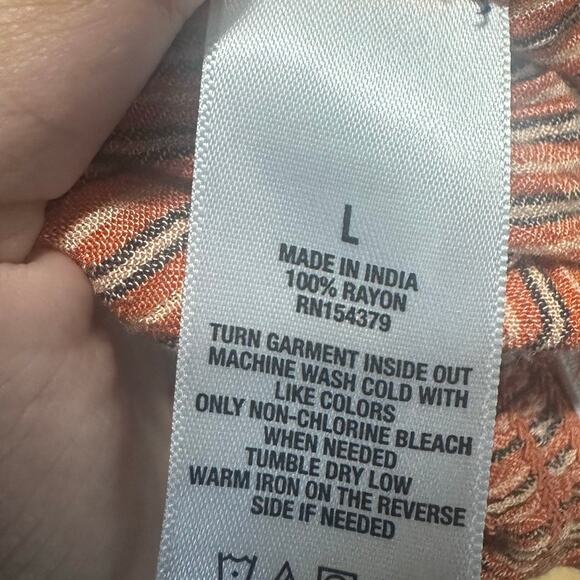 L
MADE IN INDIA
100% RAYON
RN154379
TURN GARMENT INSIDE OUT
MACHINE WASH COLD WITH
LIKE COLORS
ONLY NON-CHLORINE BLEACH
WHEN NEEDED
TUMBLE DRY LOW
WARM IRON ON THE REVERSE
SIDE IF NEEDED